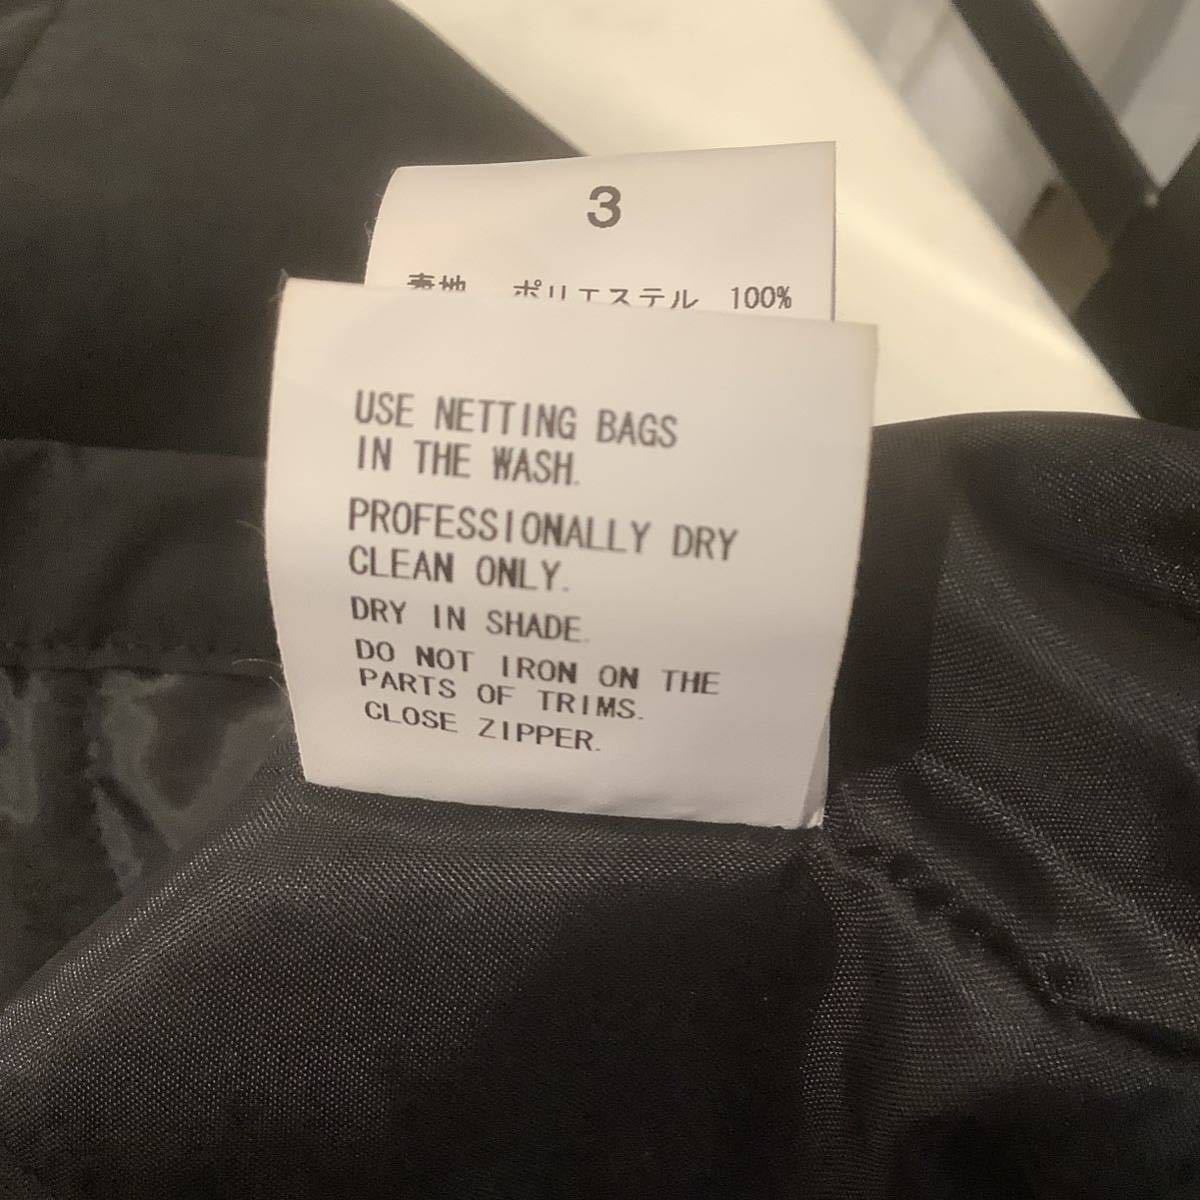 3
表地 ポリエステル 100%
USE NETTING BAGS
IN THE WASH.
PROFESSIONALLY DRY
CLEAN ONLY.
DRY IN SHADE.
DO NOT IRON ON THE
PARTS OF TRIMS.
CLOSE ZIPPER.